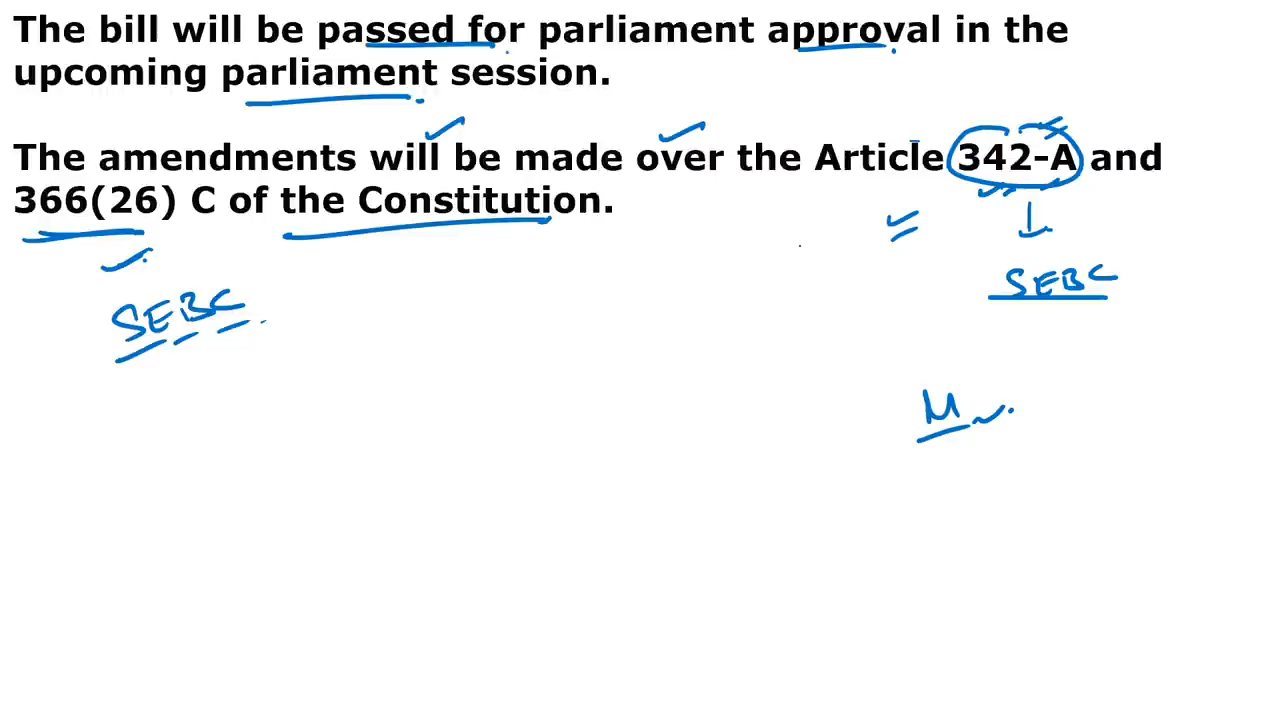 The bill will be passed for parliament approval in the
upcoming parliament session.
The amendments will be made over the Article 342-A and
366(26) C of the Constitution.
SEBC
SEBC
M